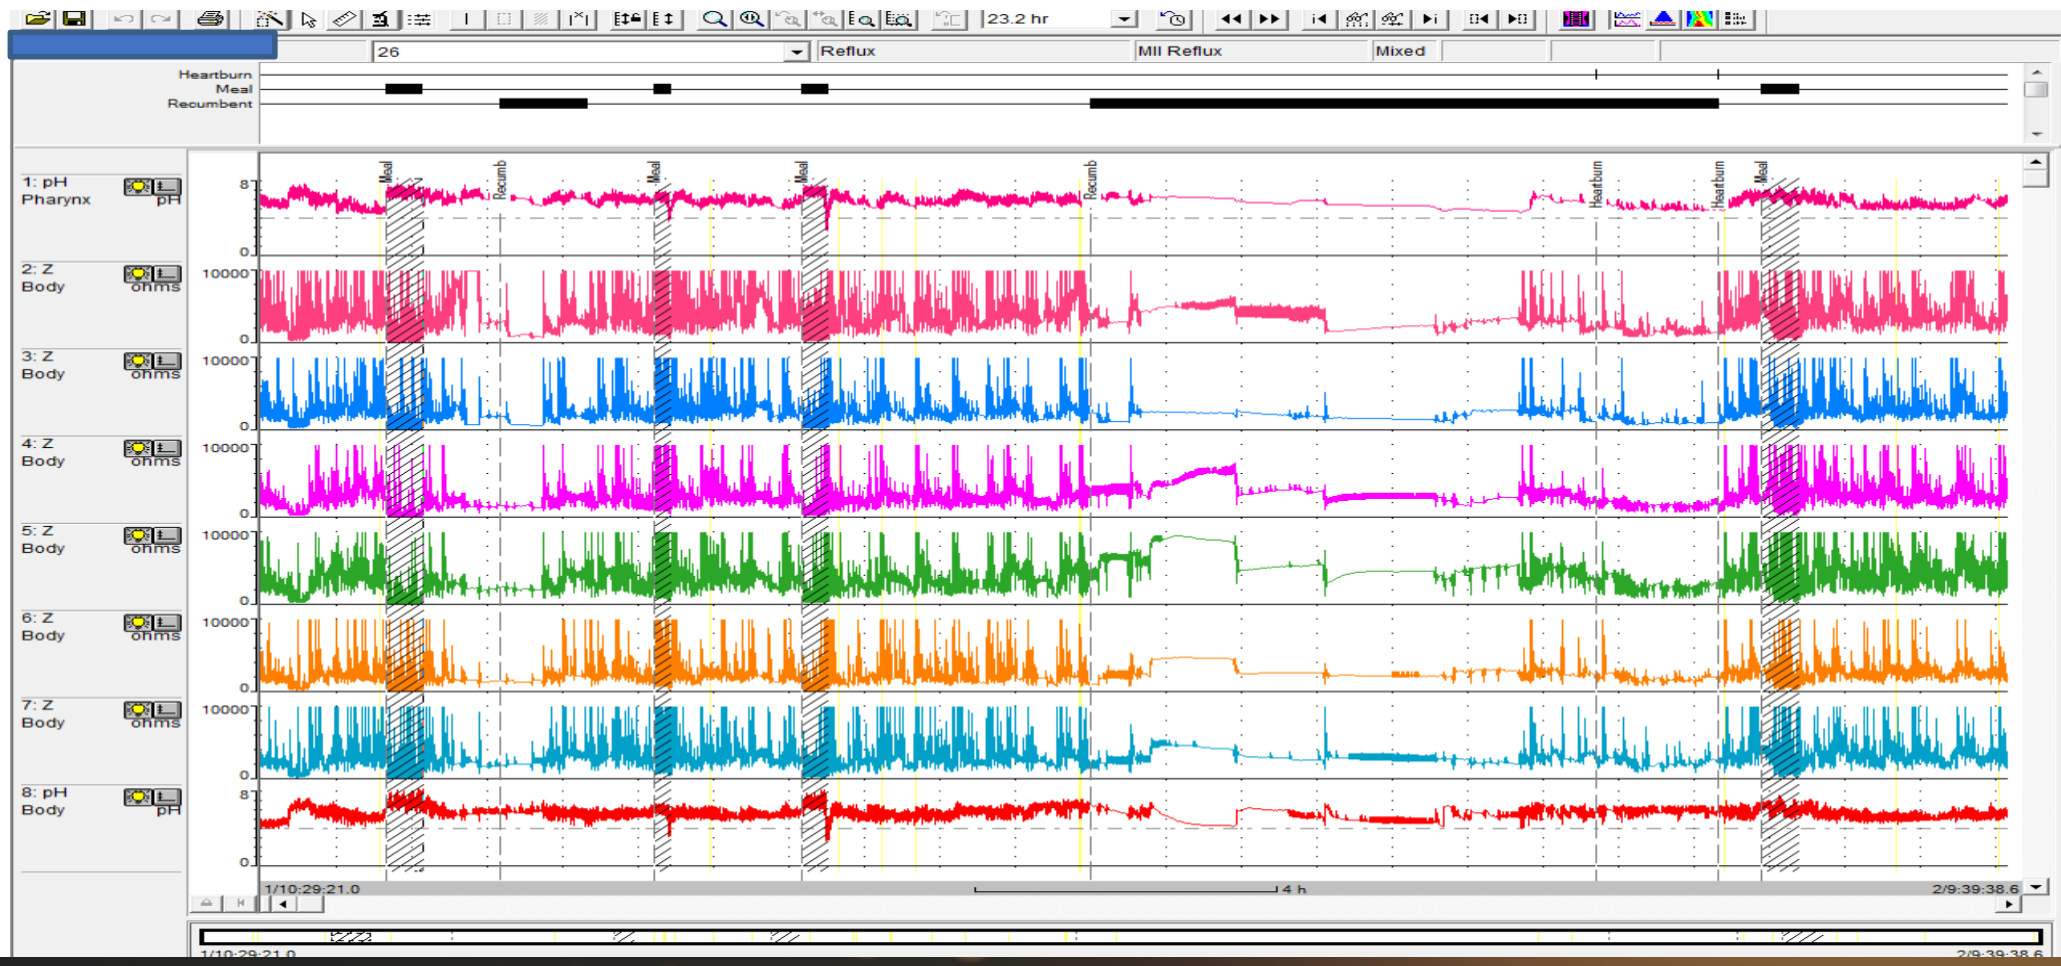 23.2 hr
26 Reflux MII Reflux Mixed
Heartburn
Meal
Recumbent
Meal Recumb Meal Meal Recumb Heartburn Heartburn Meal
1: pH
Pharynx pH
8
0
2: Z
Body ohms
10000
0
3: Z
Body ohms
10000
0
4: Z
Body ohms
10000
0
5: Z
Body ohms
10000
0
6: Z
Body ohms
10000
0
7: Z
Body ohms
10000
0
8: pH
Body pH
8
0
1/10:29:21.0 4 h 2/9:39:38.6
1/10:29:21.0 2/9:39:38.6